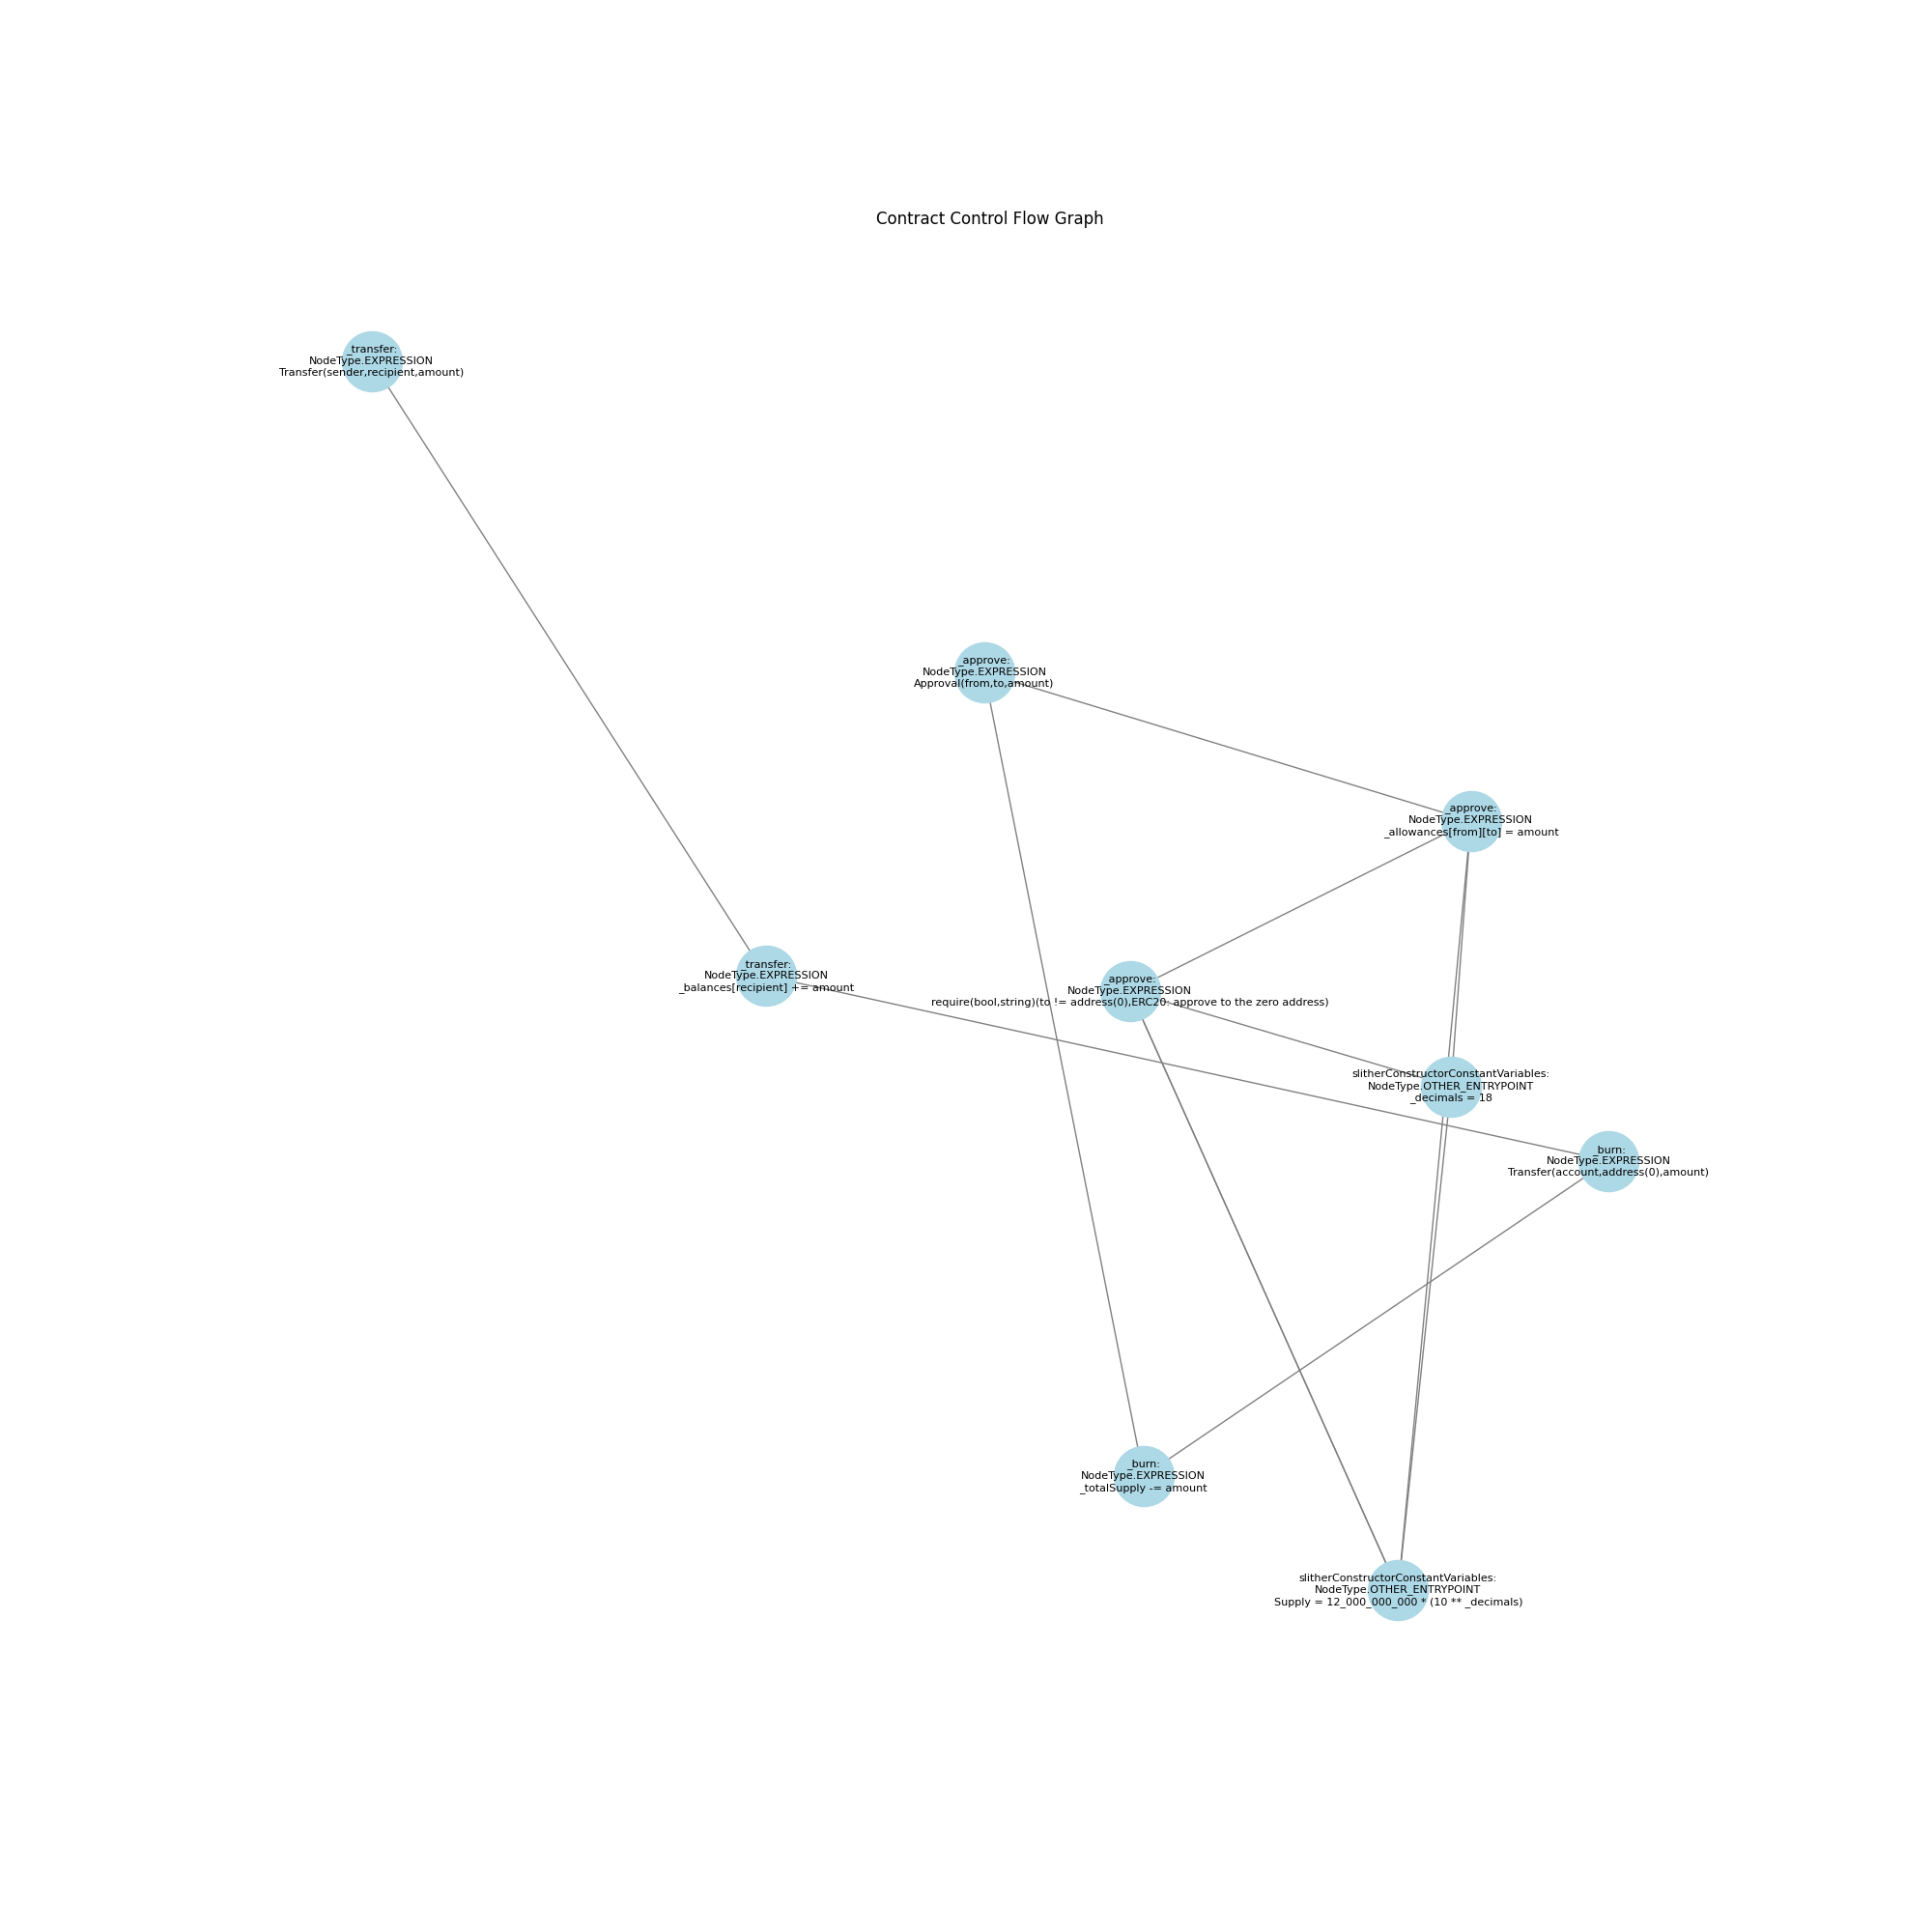 Contract Control Flow Graph
_transfer:
NodeType.EXPRESSION
Transfer(sender,recipient,amount)
_approve:
NodeType.EXPRESSION
Approval(from,to,amount)
_approve:
NodeType.EXPRESSION
_allowances[from][to] = amount
_transfer:
NodeType.EXPRESSION
_balances[recipient] += amount
_approve:
NodeType.EXPRESSION
require(bool,string)(to != address(0),ERC20: approve to the zero address)
slitherConstructorConstantVariables:
NodeType.OTHER_ENTRYPOINT
_decimals = 18
_burn:
NodeType.EXPRESSION
Transfer(account,address(0),amount)
_burn:
NodeType.EXPRESSION
_totalSupply -= amount
slitherConstructorConstantVariables:
NodeType.OTHER_ENTRYPOINT
Supply = 12_000_000_000 * (10 ** _decimals)